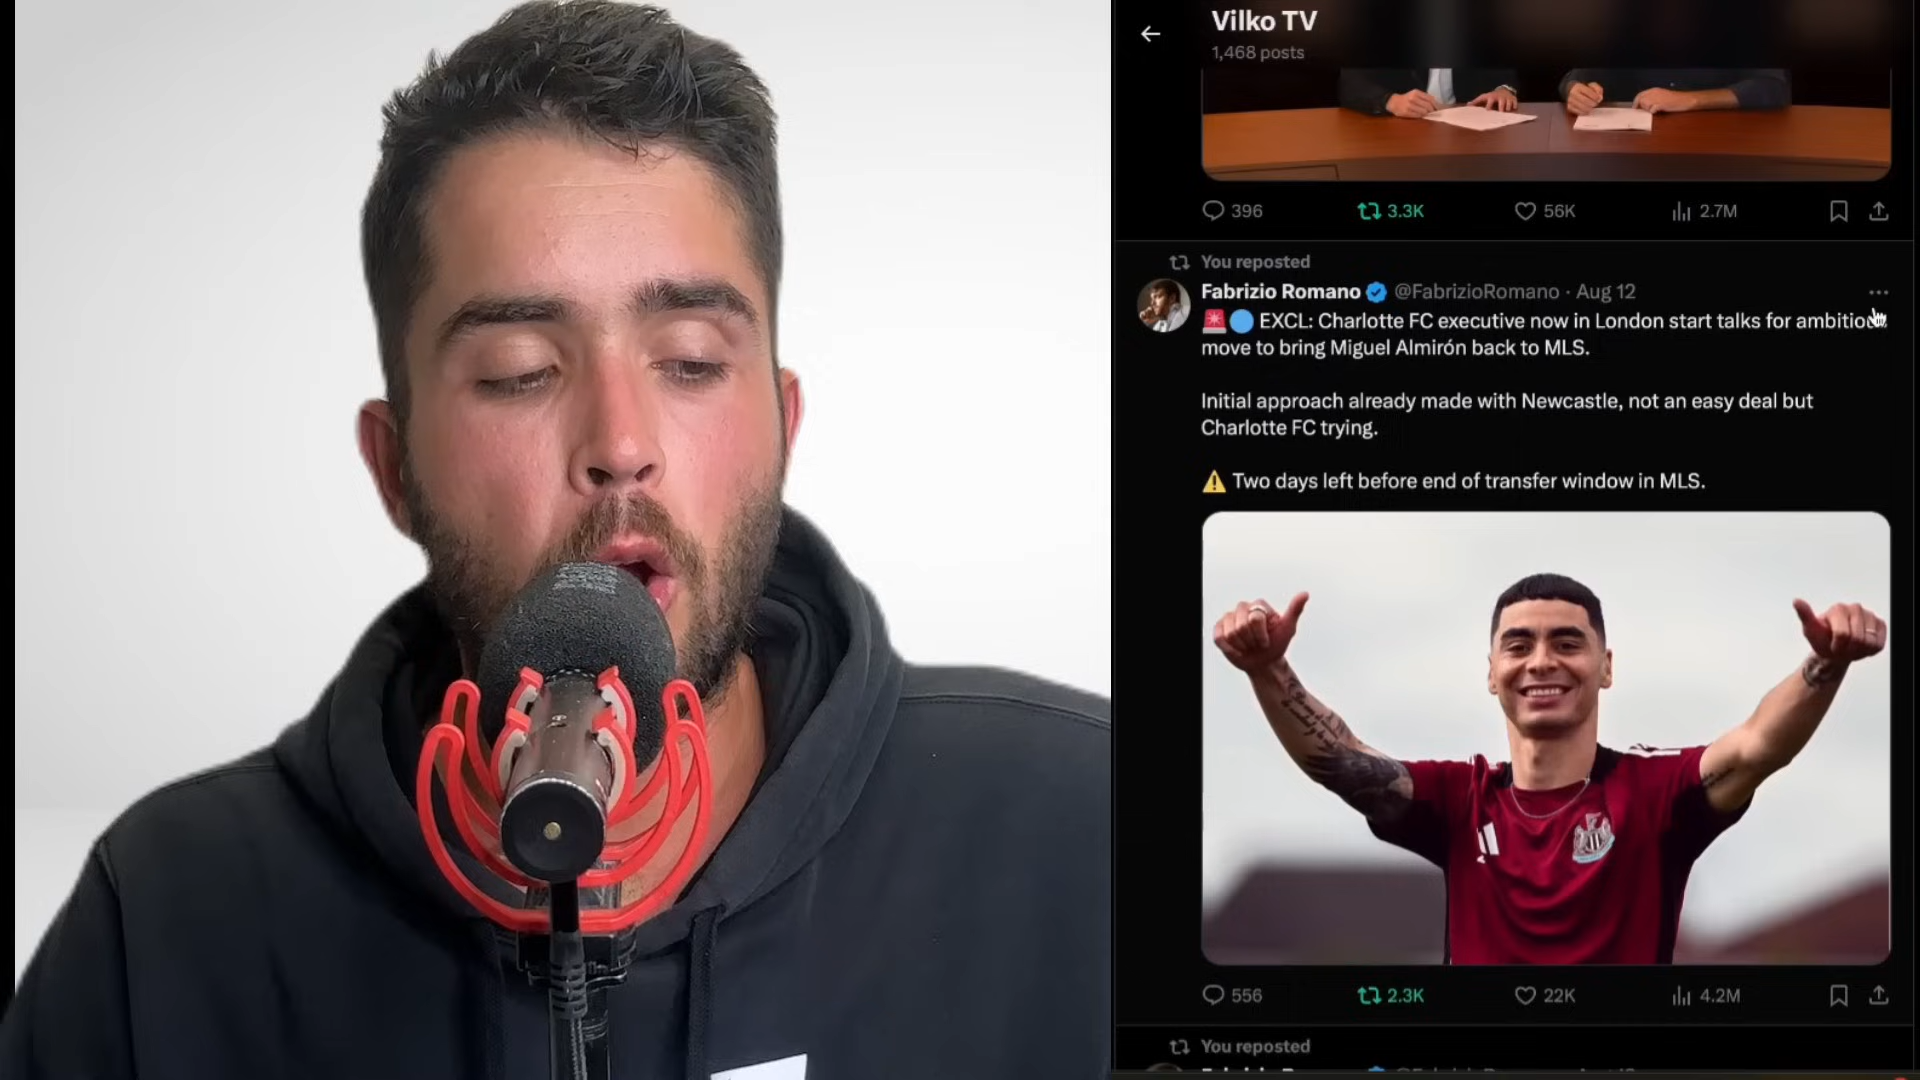 Vilko TV
1,468 posts
396 3.3K 56K 2.7M
You reposted
Fabrizio Romano @FabrizioRomano · Aug 12
EXCL: Charlotte FC executive now in London start talks for
move to bring Miguel Almirón back to MLS.
Initial approach already made with Newcastle, not an easy deal but
Charlotte FC trying.
Two days left before end of transfer window in MLS.
556 2.3K 22K 4.2M
You reposted